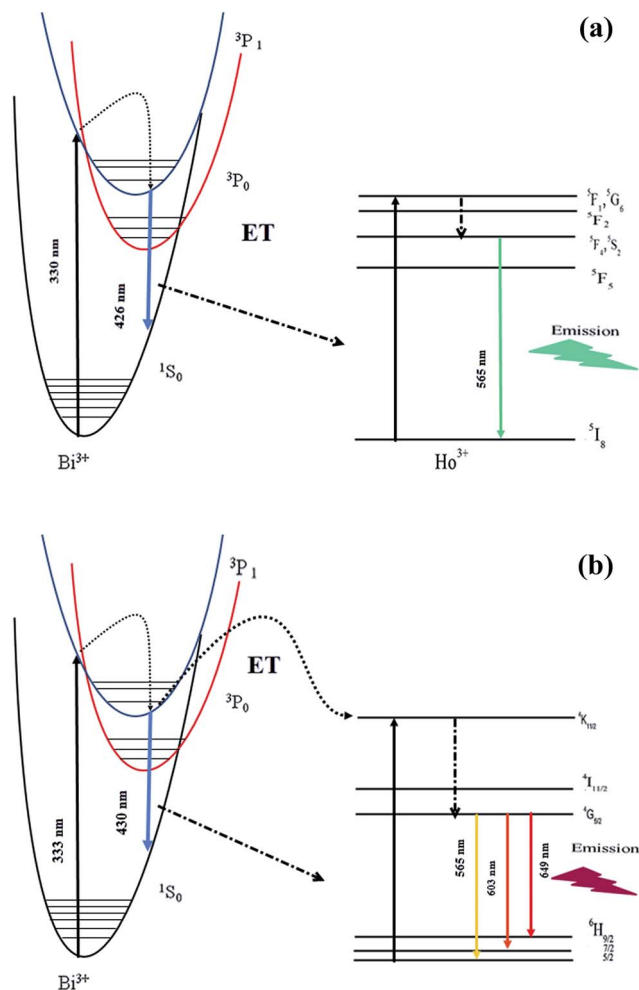 (a)
³P₁
³P₀
ET
330 nm
426 nm
¹S₀
Bi³⁺
⁵F₁,⁵G₆
⁵F₂
⁵F₄,⁵S₂
⁵F₅
Emission
565 nm
⁵I₈
Ho³⁺
(b)
³P₁
ET
³P₀
333 nm
430 nm
¹S₀
Bi³⁺
⁴I₁₁/₂
⁴G₅/₂
565 nm
603 nm
649 nm
Emission
⁶H₉/₂
7/2
5/2